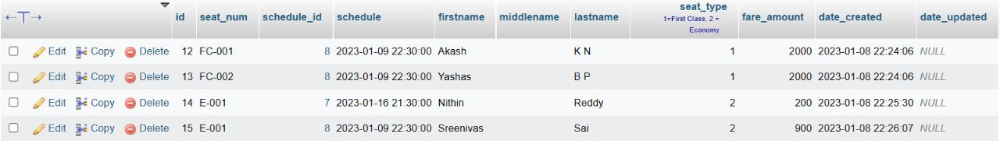 ←T→ id seat_num schedule_id schedule firstname middlename lastname seat_type fare_amount date_created date_updated
1=First Class, 2 =
Economy
Edit Copy Delete 12 FC-001 8 2023-01-09 22:30:00 Akash K N 1 2000 2023-01-08 22:24:06 NULL
Edit Copy Delete 13 FC-002 8 2023-01-09 22:30:00 Yashas B P 1 2000 2023-01-08 22:24:06 NULL
Edit Copy Delete 14 E-001 7 2023-01-16 21:30:00 Nithin Reddy 2 200 2023-01-08 22:25:30 NULL
Edit Copy Delete 15 E-001 8 2023-01-09 22:30:00 Sreenivas Sai 2 900 2023-01-08 22:26:07 NULL